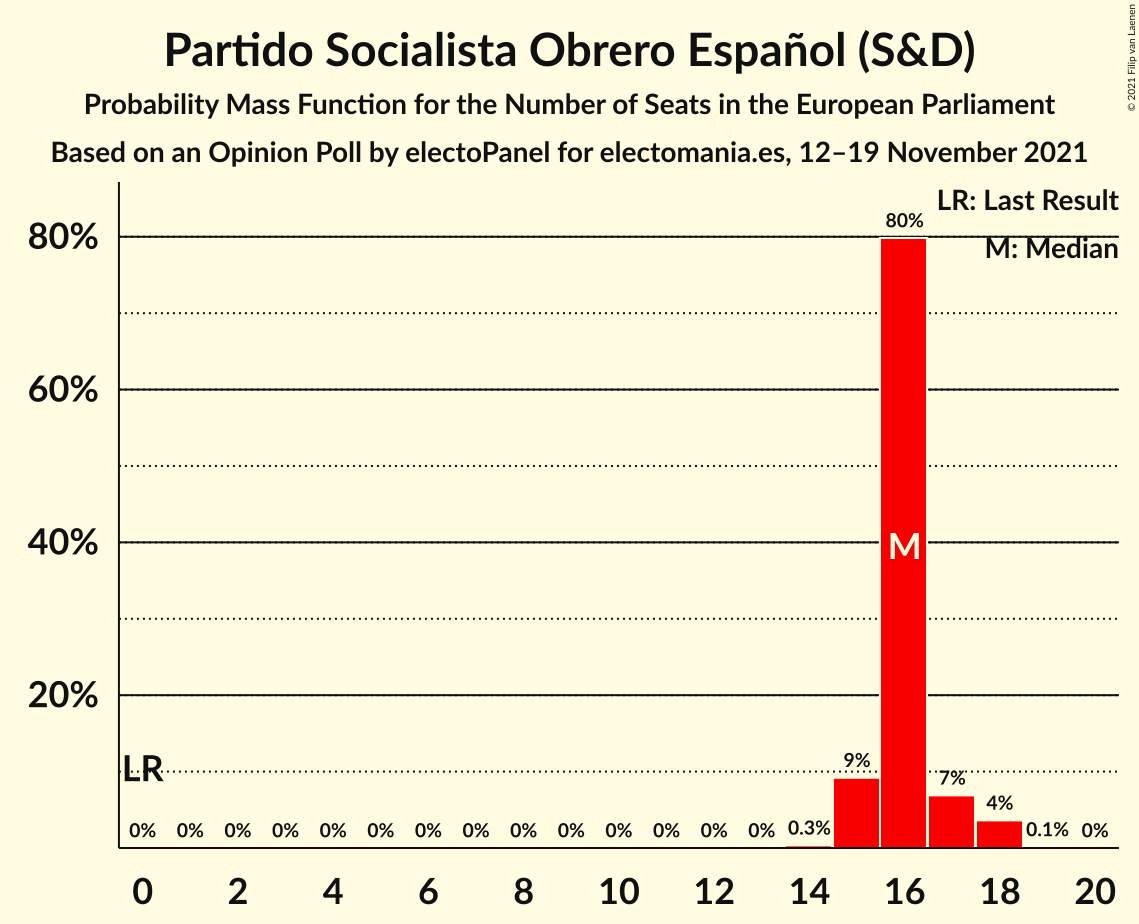 Partido Socialista Obrero Español (S&D)
Probability Mass Function for the Number of Seats in the European Parliament
Based on an Opinion Poll by electoPanel for electomania.es, 12–19 November 2021
© 2021 Filip van Laenen
LR: Last Result
M: Median
80%
60%
40%
20%
LR
M
0% 0% 0% 0% 0% 0% 0% 0% 0% 0% 0% 0% 0% 0% 0.3% 9% 80% 7% 4% 0.1% 0%
0 2 4 6 8 10 12 14 16 18 20